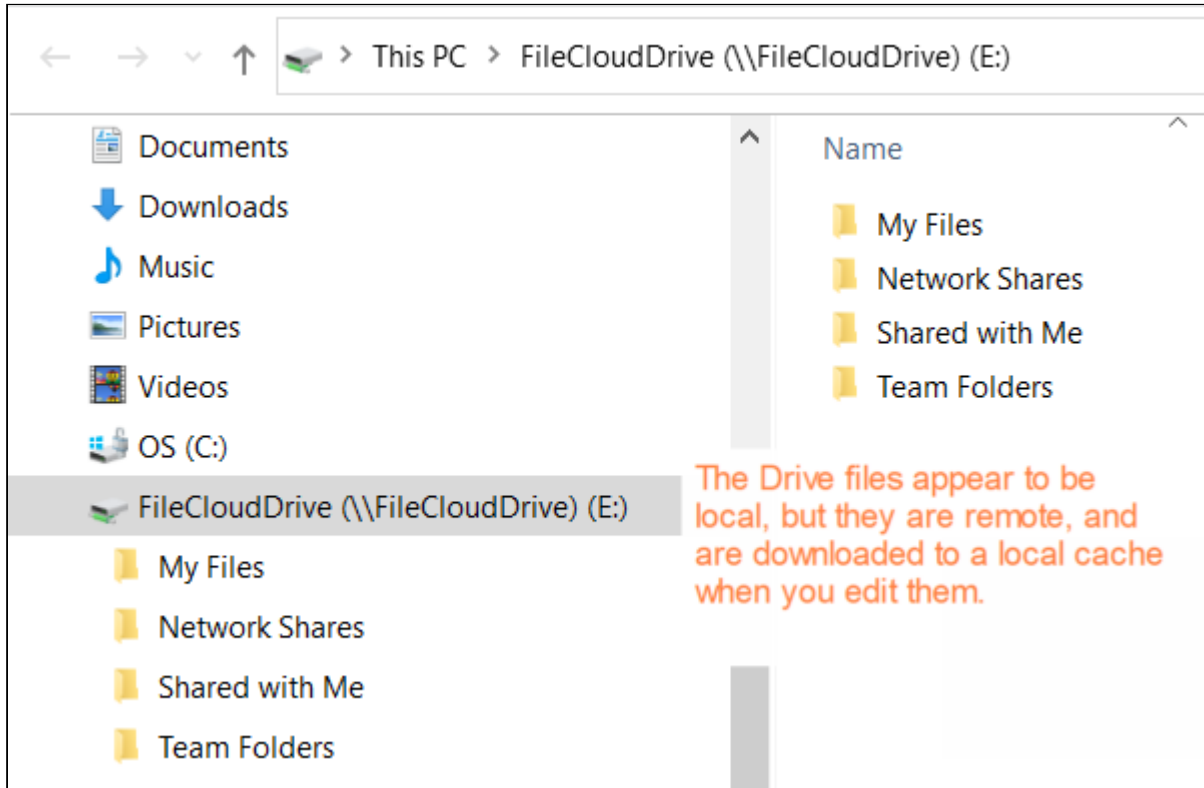 This PC > FileCloudDrive (\\FileCloudDrive) (E:)
Documents
Downloads
Music
Pictures
Videos
OS (C:)
FileCloudDrive (\\FileCloudDrive) (E:)
My Files
Network Shares
Shared with Me
Team Folders
Name
My Files
Network Shares
Shared with Me
Team Folders
The Drive files appear to be
local, but they are remote, and
are downloaded to a local cache
when you edit them.